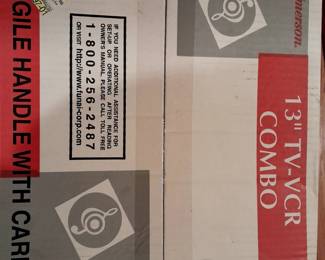 Emerson.
13" TV-VCR
COMBO
IF YOU NEED ADDITIONAL ASSISTANCE FOR
SET-UP OR OPERATING AFTER READING
OWNER'S MANUAL, PLEASE CALL TOLL FREE
1-800-256-2487
OR VISIT http://www.funai-corp.com
GILE HANDLE WITH CAR